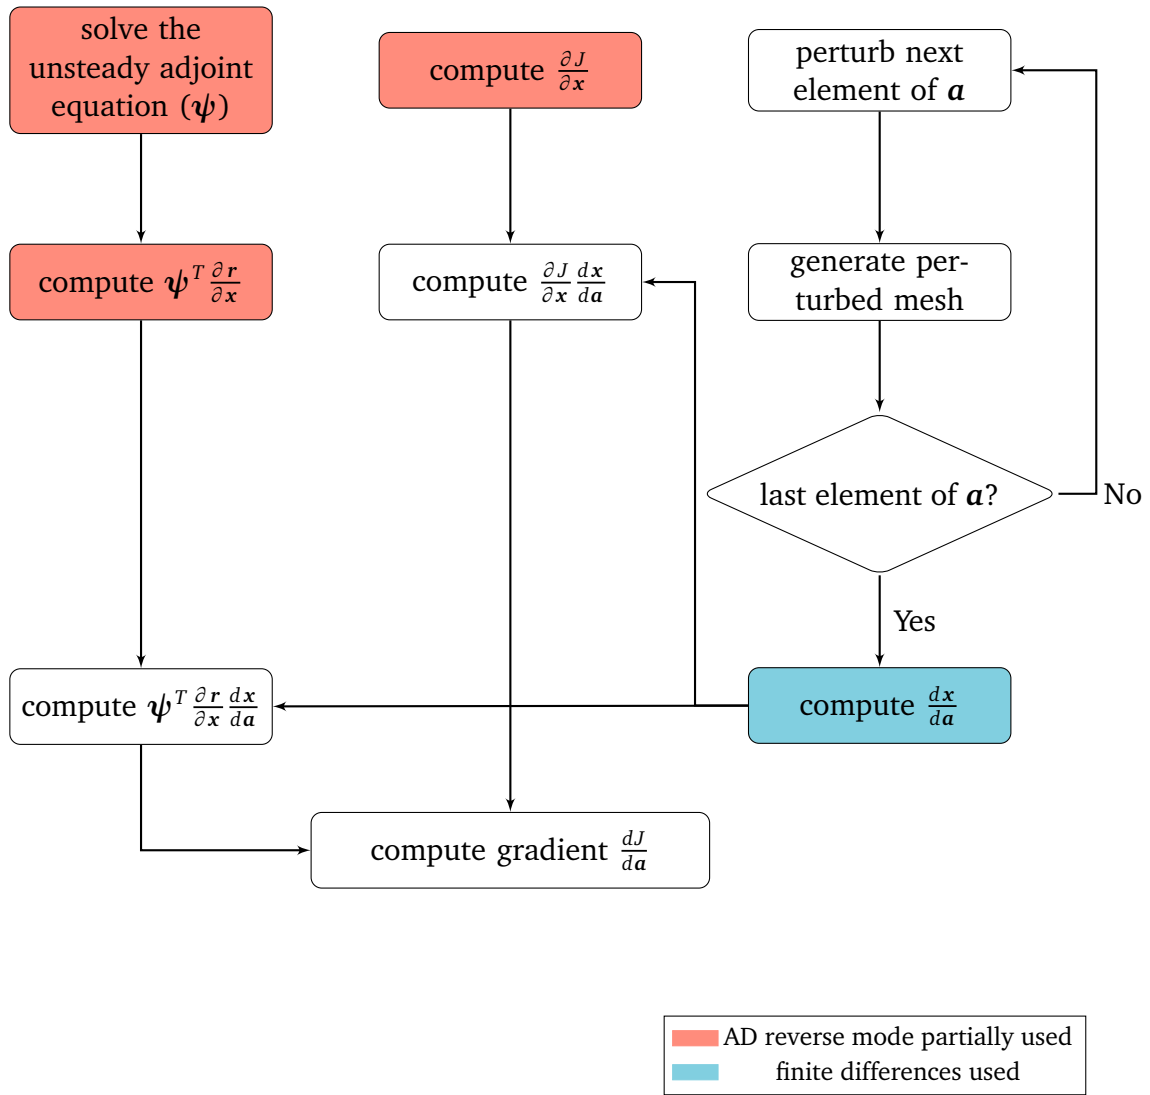 solve the
unsteady adjoint
equation (𝝍)
compute ∂J/∂𝒙
perturb next
element of 𝒂
compute 𝝍ᵀ ∂𝒓/∂𝒙
compute ∂J/∂𝒙 d𝒙/d𝒂
generate per-
turbed mesh
last element of 𝒂?
No
Yes
compute 𝝍ᵀ ∂𝒓/∂𝒙 d𝒙/d𝒂
compute d𝒙/d𝒂
compute gradient dJ/d𝒂
AD reverse mode partially used
finite differences used